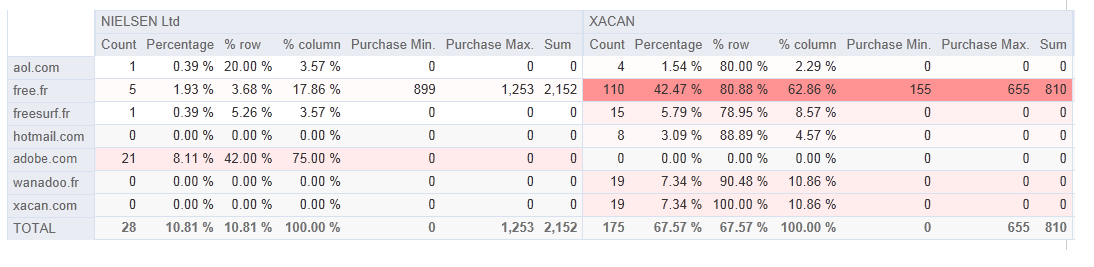 NIELSEN Ltd XACAN
Count Percentage % row % column Purchase Min. Purchase Max. Sum Count Percentage % row % column Purchase Min. Purchase Max. Sum
aol.com 1 0.39 % 20.00 % 3.57 % 0 0 0 4 1.54 % 80.00 % 2.29 % 0 0 0
free.fr 5 1.93 % 3.68 % 17.86 % 899 1,253 2,152 110 42.47 % 80.88 % 62.86 % 155 655 810
freesurf.fr 1 0.39 % 5.26 % 3.57 % 0 0 0 15 5.79 % 78.95 % 8.57 % 0 0 0
hotmail.com 0 0.00 % 0.00 % 0.00 % 0 0 0 8 3.09 % 88.89 % 4.57 % 0 0 0
adobe.com 21 8.11 % 42.00 % 75.00 % 0 0 0 0 0.00 % 0.00 % 0.00 % 0 0 0
wanadoo.fr 0 0.00 % 0.00 % 0.00 % 0 0 0 19 7.34 % 90.48 % 10.86 % 0 0 0
xacan.com 0 0.00 % 0.00 % 0.00 % 0 0 0 19 7.34 % 100.00 % 10.86 % 0 0 0
TOTAL 28 10.81 % 10.81 % 100.00 % 0 1,253 2,152 175 67.57 % 67.57 % 100.00 % 0 655 810